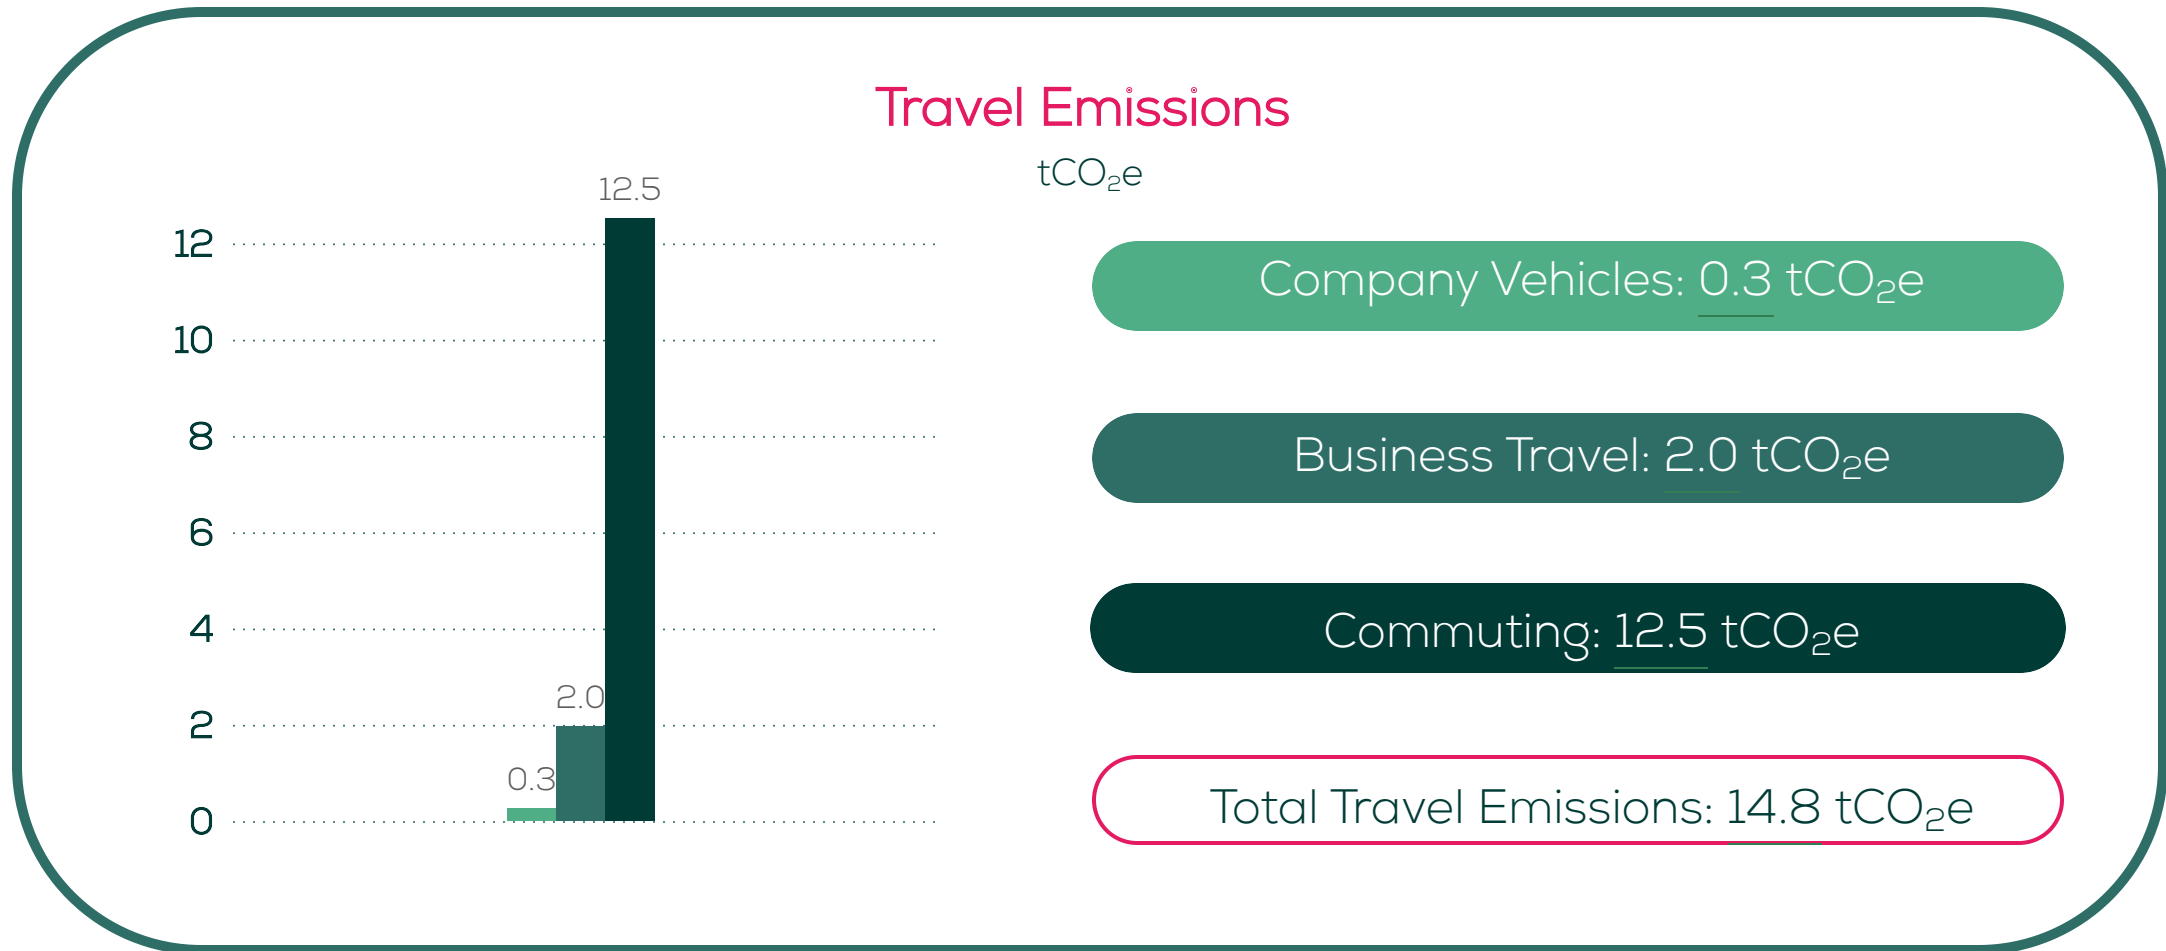 Travel Emissions
tCO₂e
12.5
12
10
8
6
4
2.0
2
0.3
0
Company Vehicles: 0.3 tCO₂e
Business Travel: 2.0 tCO₂e
Commuting: 12.5 tCO₂e
Total Travel Emissions: 14.8 tCO₂e